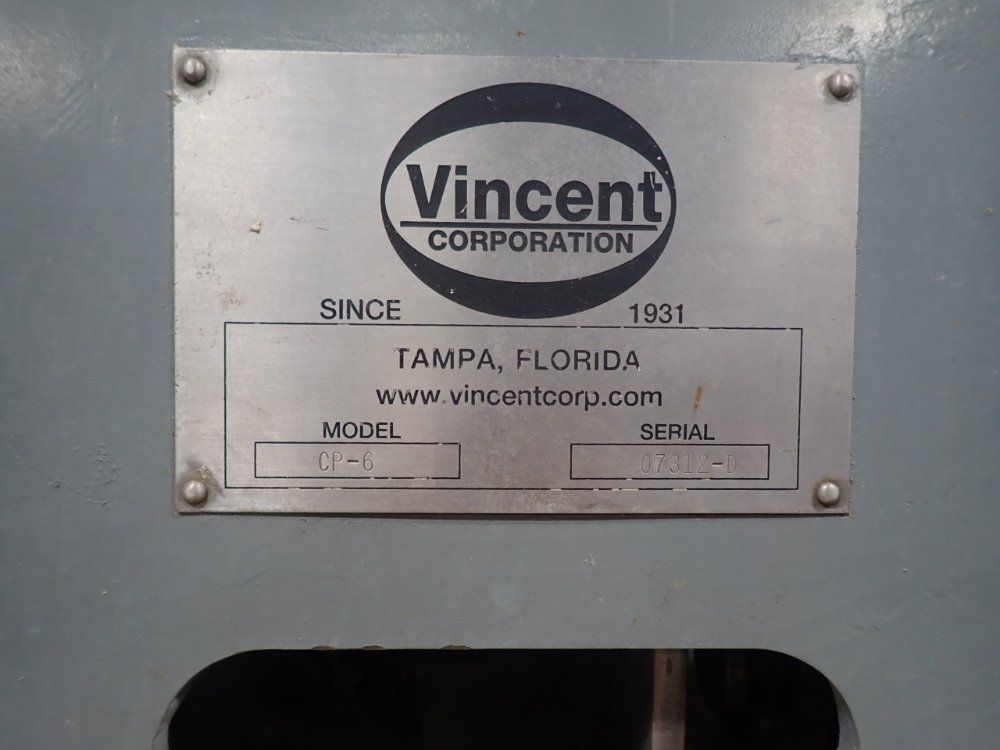 Vincent
CORPORATION
SINCE 1931
TAMPA, FLORIDA
www.vincentcorp.com
MODEL SERIAL
CP-6 07312-D